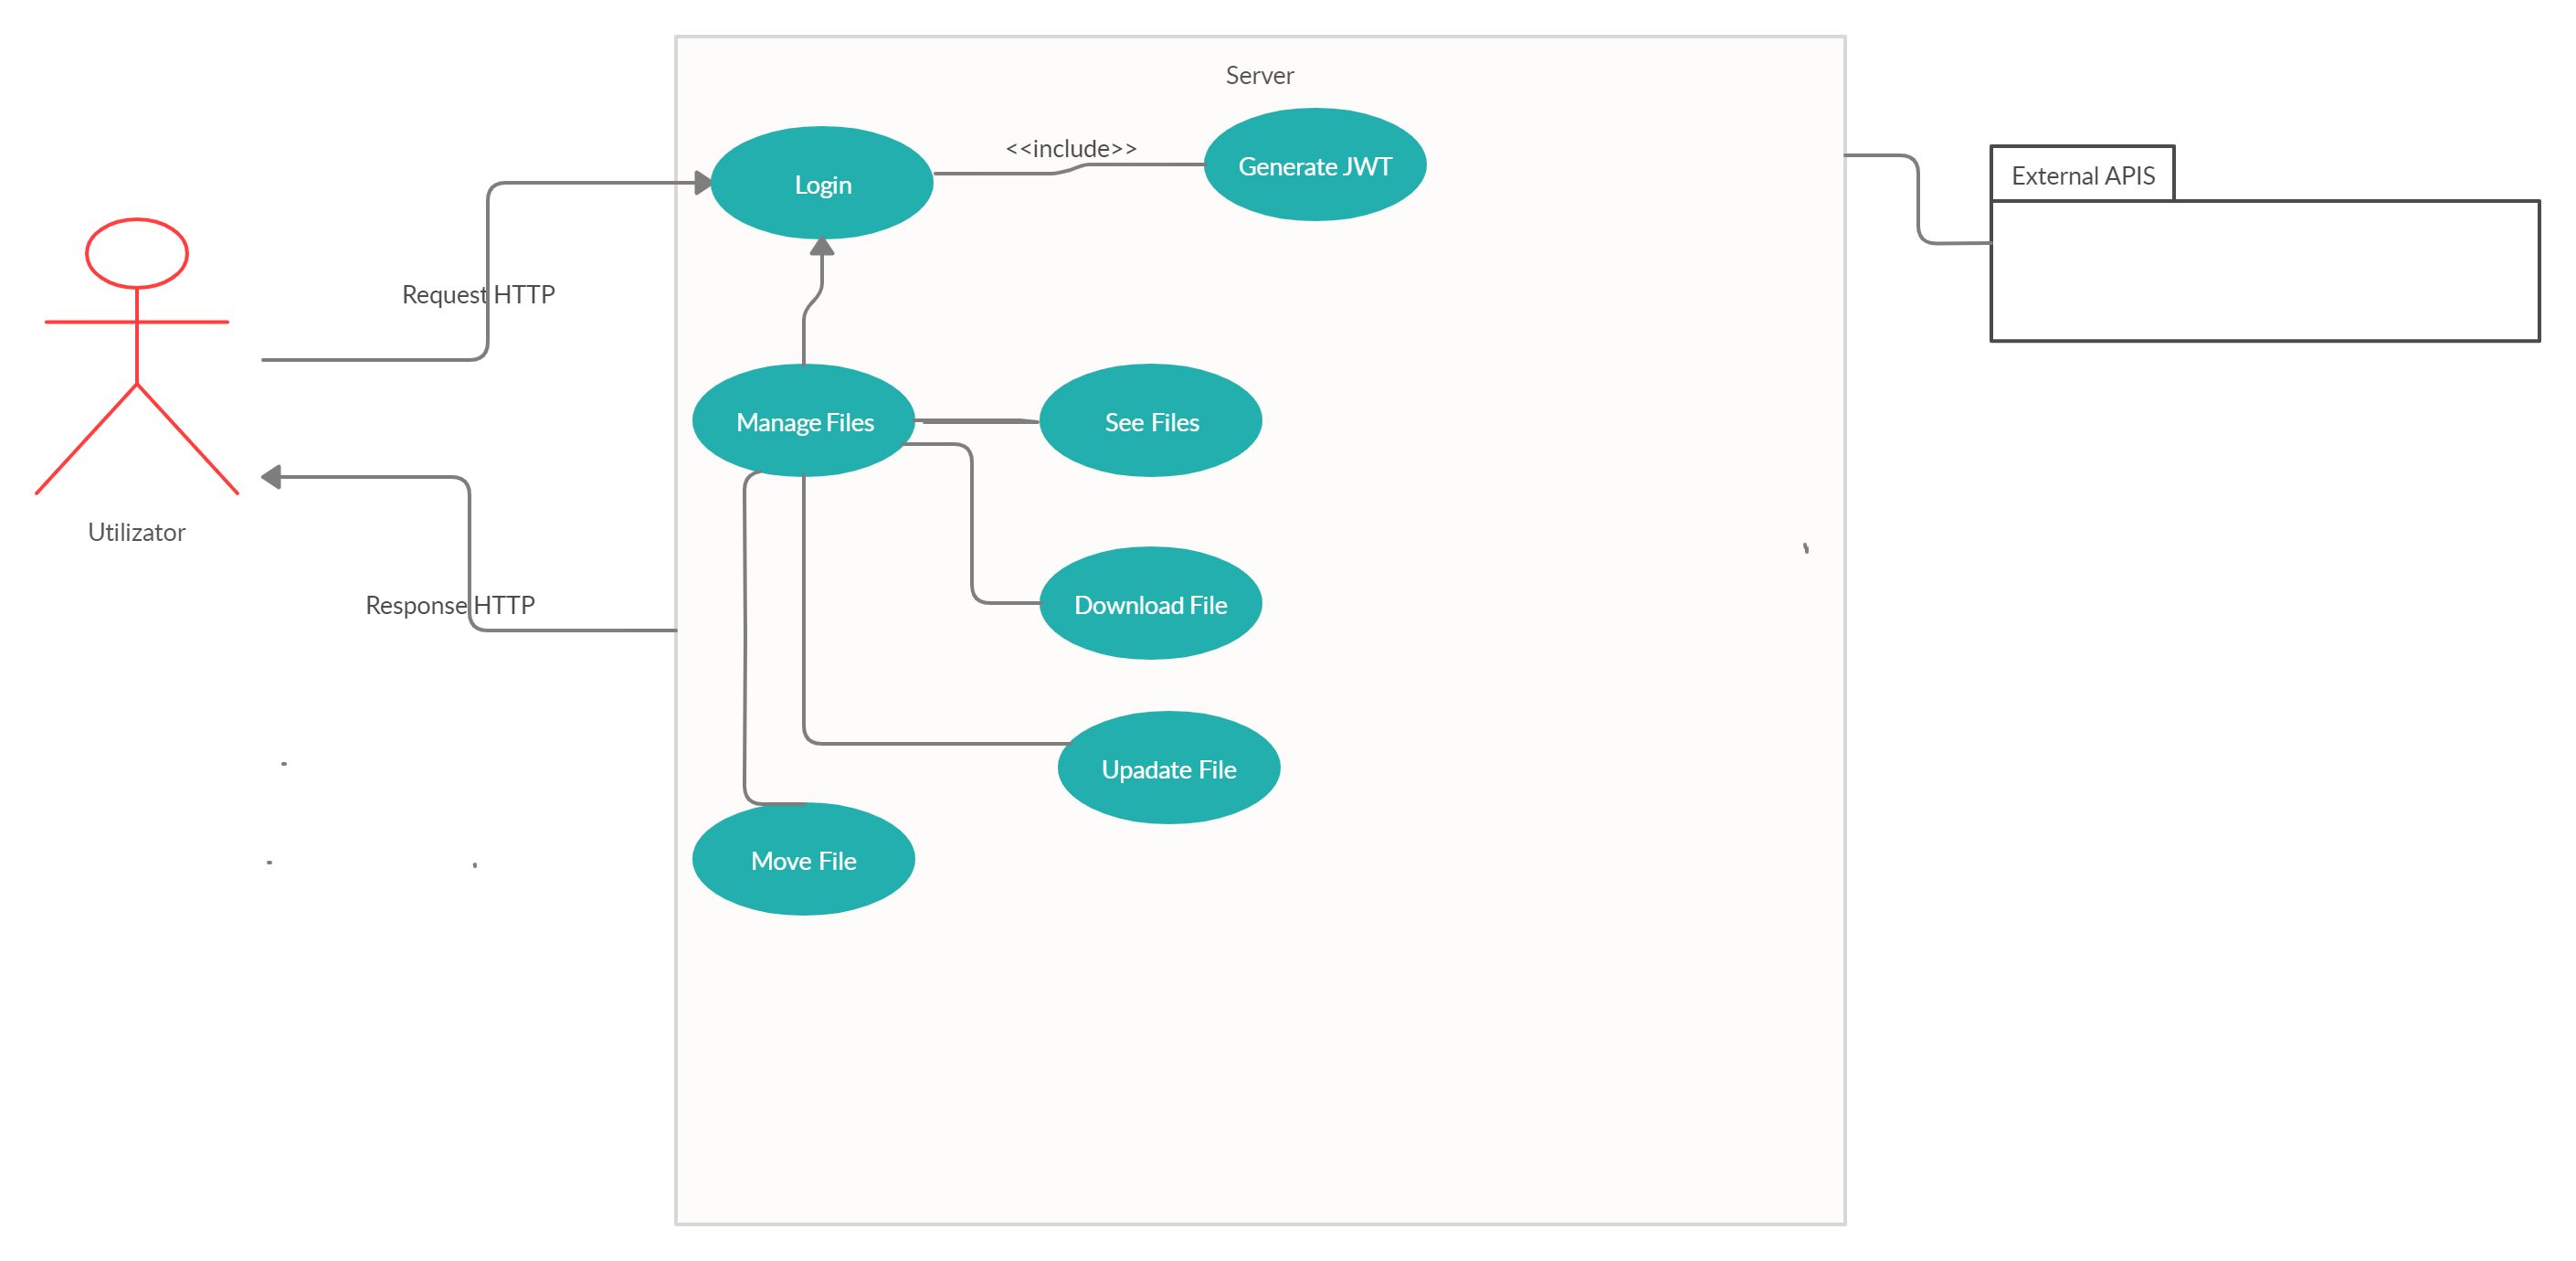 Server
<<include>>
Login
Generate JWT
External APIS
Request HTTP
Manage Files
See Files
Utilizator
Response HTTP
Download File
Upadate File
Move File